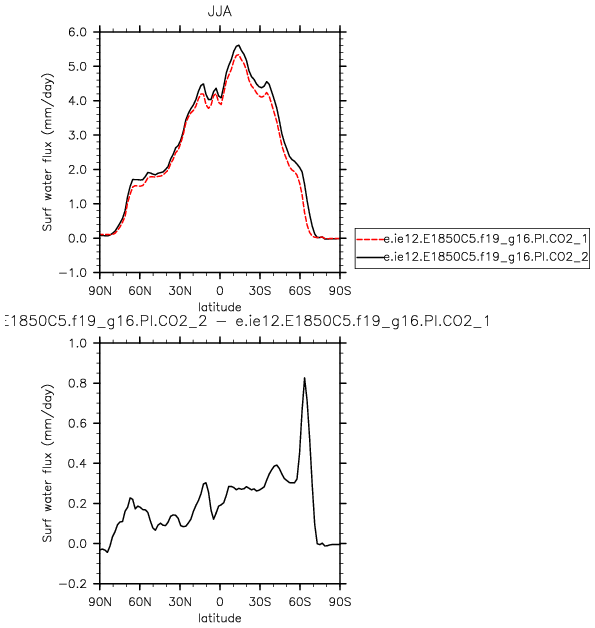 JJA
6.0
5.0
4.0
3.0
2.0
1.0
0.0
−1.0
Surf water flux (mm/day)
90N 60N 30N 0 30S 60S 90S
latitude
e.ie12.E1850C5.f19_g16.PI.CO2_1
e.ie12.E1850C5.f19_g16.PI.CO2_2
E1850C5.f19_g16.PI.CO2_2 − e.ie12.E1850C5.f19_g16.PI.CO2_1
1.0
0.8
0.6
0.4
0.2
0.0
−0.2
Surf water flux (mm/day)
90N 60N 30N 0 30S 60S 90S
latitude